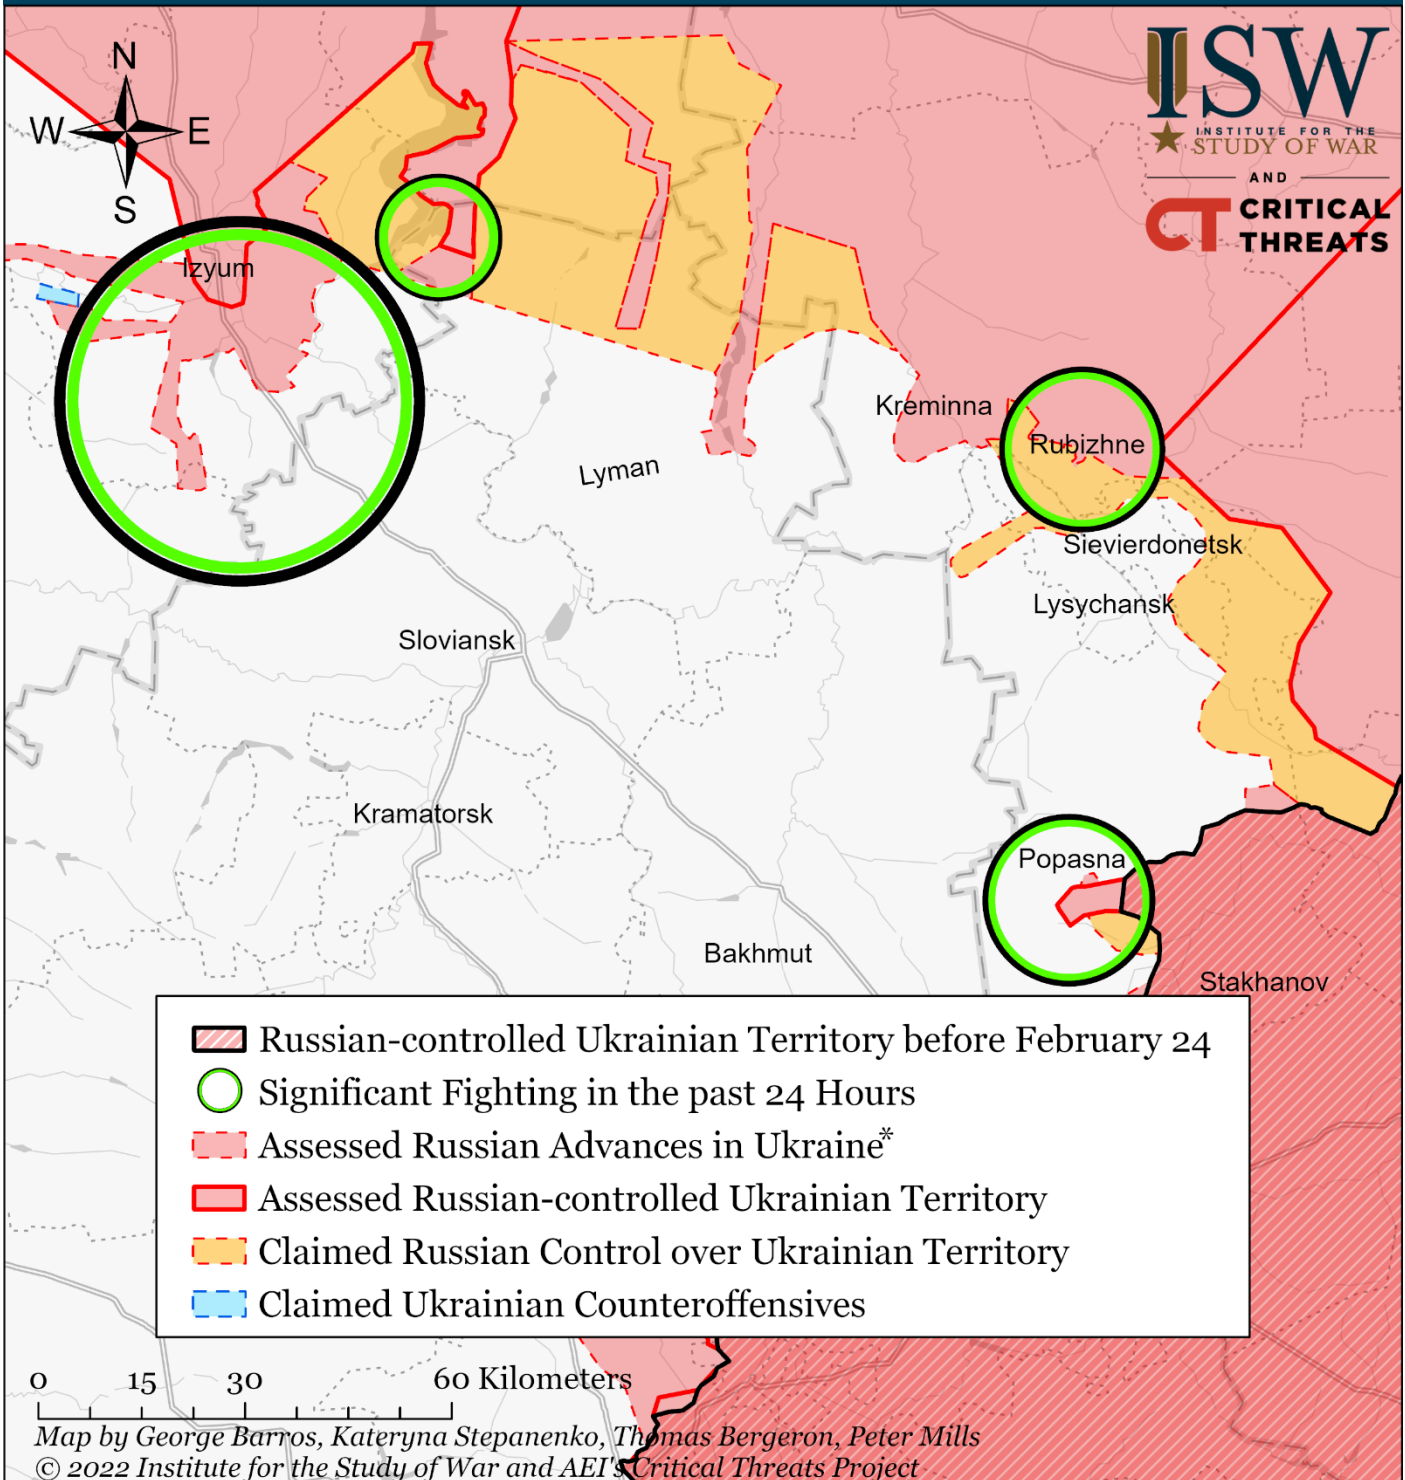 N
W E
S
ISW
INSTITUTE FOR THE
STUDY OF WAR
AND
CT CRITICAL
THREATS
Izyum
Kreminna
Rubizhne
Lyman
Sievierdonetsk
Lysychansk
Sloviansk
Kramatorsk
Popasna
Bakhmut
Stakhanov
Russian-controlled Ukrainian Territory before February 24
Significant Fighting in the past 24 Hours
Assessed Russian Advances in Ukraine*
Assessed Russian-controlled Ukrainian Territory
Claimed Russian Control over Ukrainian Territory
Claimed Ukrainian Counteroffensives
0 15 30 60 Kilometers
Map by George Barros, Kateryna Stepanenko, Thomas Bergeron, Peter Mills
© 2022 Institute for the Study of War and AEI's Critical Threats Project